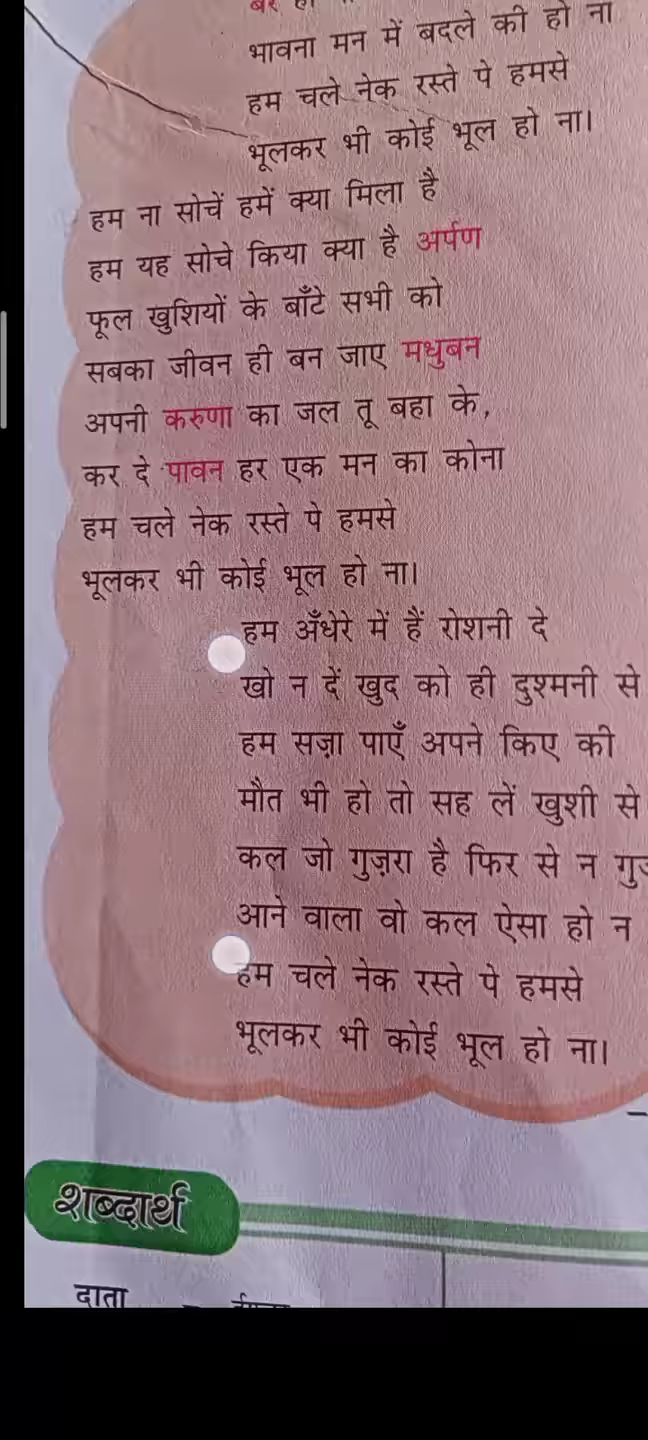 भावना मन में बदले की हो ना
हम चले नेक रस्ते पे हमसे
भूलकर भी कोई भूल हो ना।
हम ना सोचें हमें क्या मिला है
हम यह सोचे किया क्या है अर्पण
फूल खुशियों के बाँटे सभी को
सबका जीवन ही बन जाए मधुबन
अपनी करुणा का जल तू बहा के,
कर दे पावन हर एक मन का कोना
हम चले नेक रस्ते पे हमसे
भूलकर भी कोई भूल हो ना।
हम अँधेरे में हैं रोशनी दे
खो न दें खुद को ही दुश्मनी से
हम सज़ा पाएँ अपने किए की
मौत भी हो तो सह लें खुशी से
कल जो गुज़रा है फिर से न
आने वाला वो कल ऐसा हो न
हम चले नेक रस्ते पे हमसे
भूलकर भी कोई भूल हो ना।
शब्दार्थ
दाता